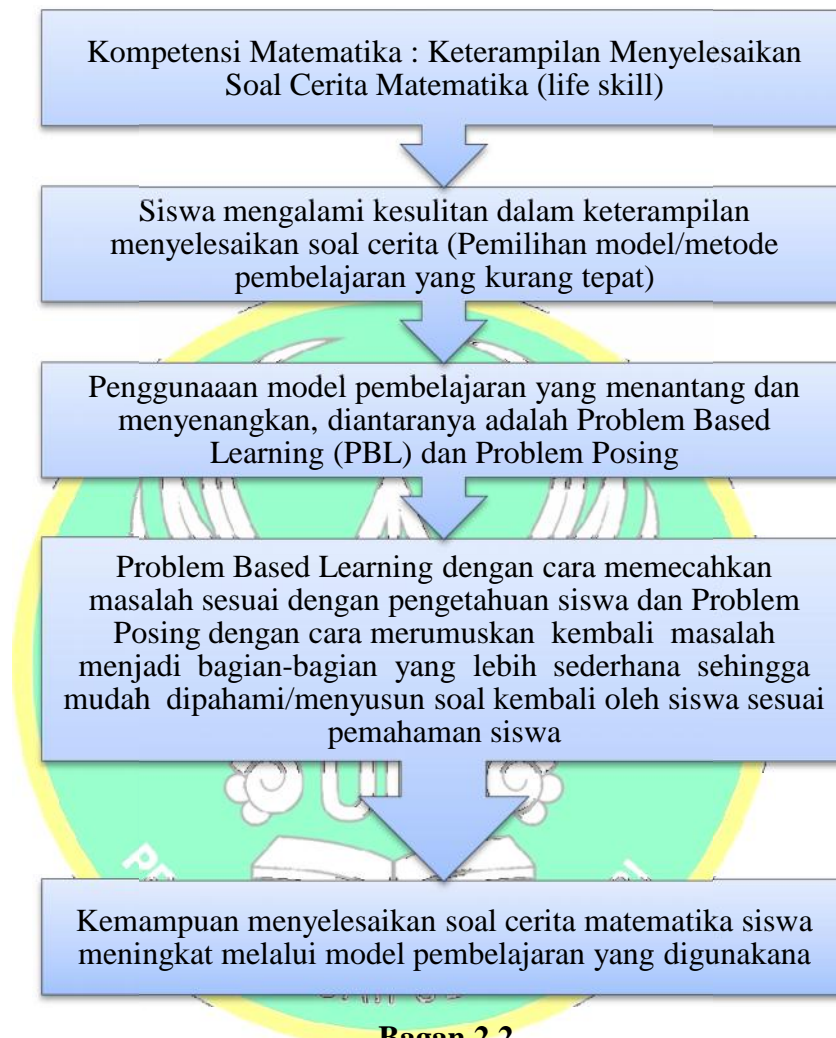 Kompetensi Matematika : Keterampilan Menyelesaikan
Soal Cerita Matematika (life skill)
Siswa mengalami kesulitan dalam keterampilan
menyelesaikan soal cerita (Pemilihan model/metode
pembelajaran yang kurang tepat)
Penggunaaan model pembelajaran yang menantang dan
menyenangkan, diantaranya adalah Problem Based
Learning (PBL) dan Problem Posing
Problem Based Learning dengan cara memecahkan
masalah sesuai dengan pengetahuan siswa dan Problem
Posing dengan cara merumuskan kembali masalah
menjadi bagian-bagian yang lebih sederhana sehingga
mudah dipahami/menyusun soal kembali oleh siswa sesuai
pemahaman siswa
Kemampuan menyelesaikan soal cerita matematika siswa
meningkat melalui model pembelajaran yang digunakana
Bagan 2.2